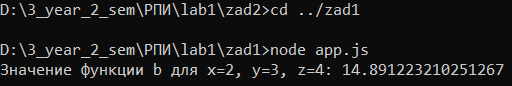 D:\3_year_2_sem\РПИ\lab1\zad2>cd ../zad1
D:\3_year_2_sem\РПИ\lab1\zad1>node app.js
Значение функции b для x=2, y=3, z=4: 14.891223210251267